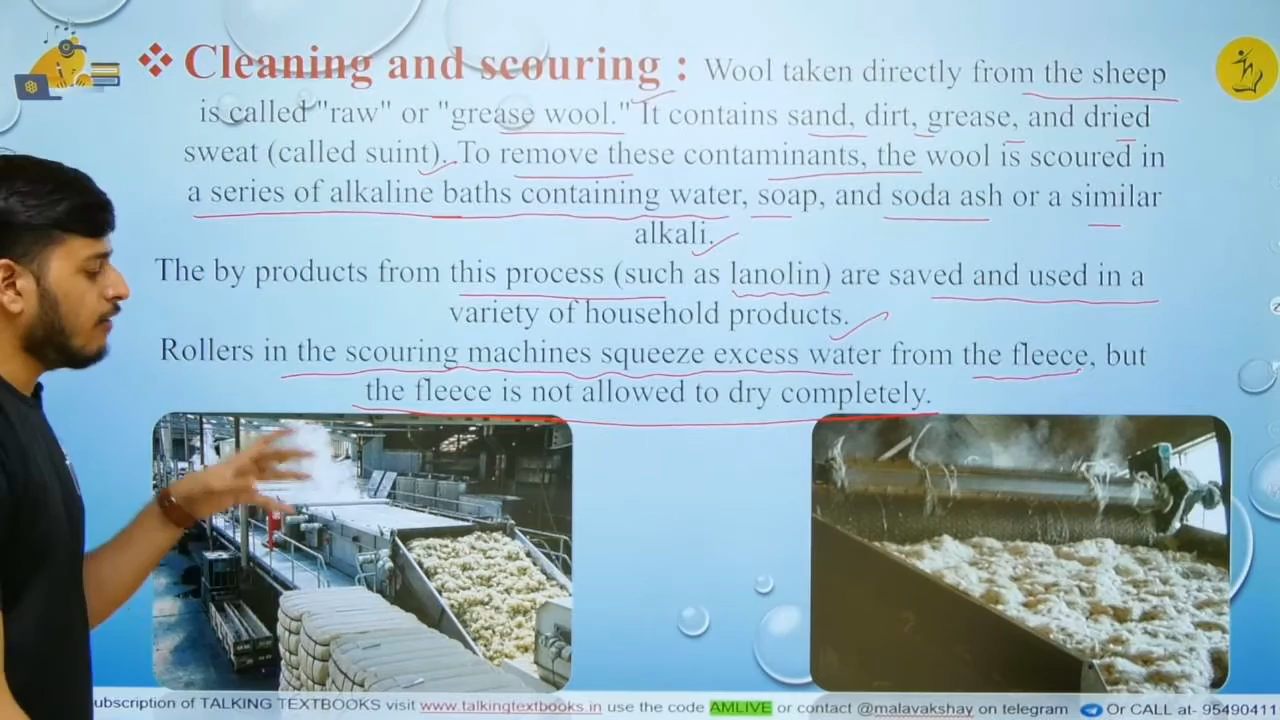 ❖ Cleaning and scouring : Wool taken directly from the sheep
is called "raw" or "grease wool." It contains sand, dirt, grease, and dried
sweat (called suint). To remove these contaminants, the wool is scoured in
a series of alkaline baths containing water, soap, and soda ash or a similar
alkali.
The by products from this process (such as lanolin) are saved and used in a
variety of household products.
Rollers in the scouring machines squeeze excess water from the fleece, but
the fleece is not allowed to dry completely.
ubscription of TALKING TEXTBOOKS visit www.talkingtextbooks.in use the code AMLIVE or contact @malavakshay on telegram Or CALL at- 95490411